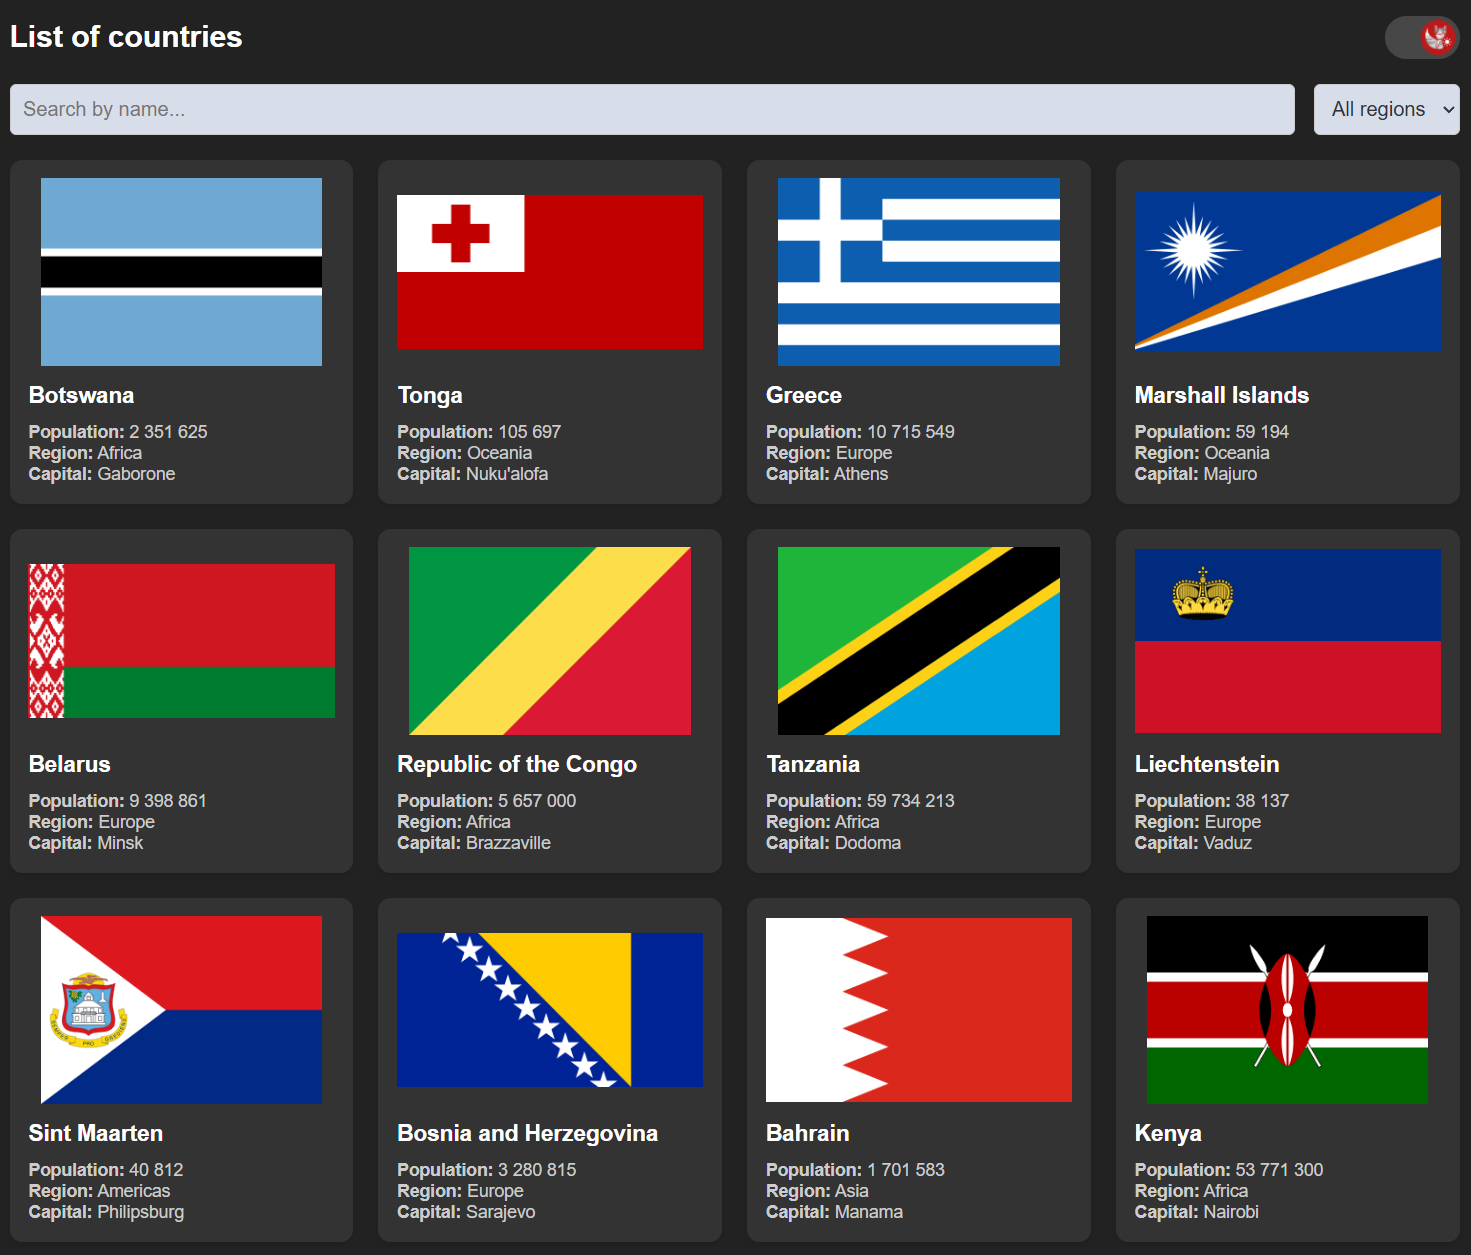 List of countries
Search by name...
All regions
Botswana
Population: 2 351 625
Region: Africa
Capital: Gaborone
Tonga
Population: 105 697
Region: Oceania
Capital: Nuku'alofa
Greece
Population: 10 715 549
Region: Europe
Capital: Athens
Marshall Islands
Population: 59 194
Region: Oceania
Capital: Majuro
Belarus
Population: 9 398 861
Region: Europe
Capital: Minsk
Republic of the Congo
Population: 5 657 000
Region: Africa
Capital: Brazzaville
Tanzania
Population: 59 734 213
Region: Africa
Capital: Dodoma
Liechtenstein
Population: 38 137
Region: Europe
Capital: Vaduz
SEMPER PRO GREDIENS
Sint Maarten
Population: 40 812
Region: Americas
Capital: Philipsburg
Bosnia and Herzegovina
Population: 3 280 815
Region: Europe
Capital: Sarajevo
Bahrain
Population: 1 701 583
Region: Asia
Capital: Manama
Kenya
Population: 53 771 300
Region: Africa
Capital: Nairobi